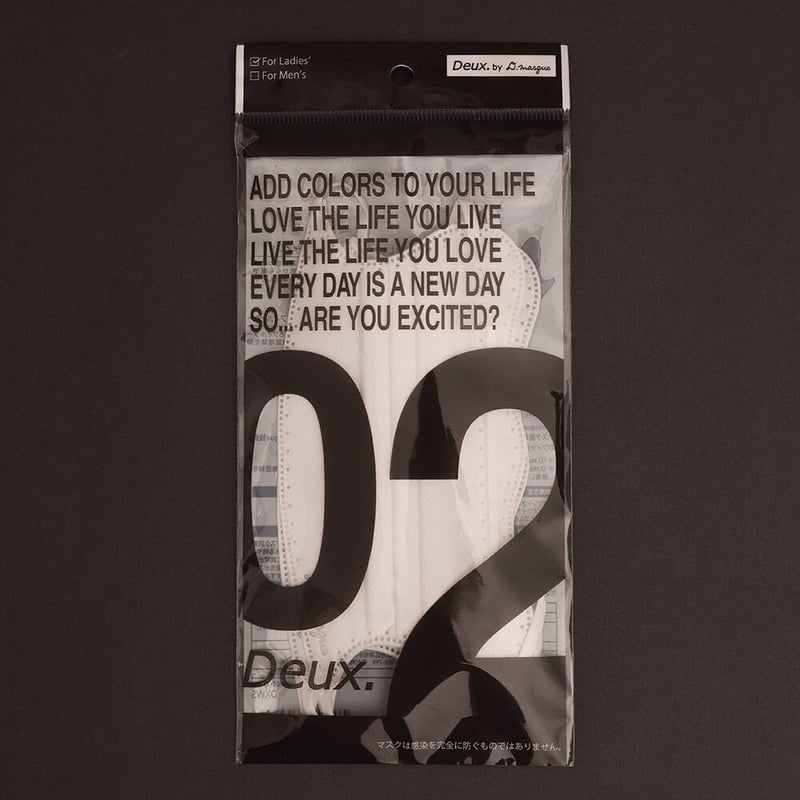 For Ladies'
For Men's
Deux. by D.masque
ADD COLORS TO YOUR LIFE
LOVE THE LIFE YOU LIVE
LIVE THE LIFE YOU LOVE
EVERY DAY IS A NEW DAY
SO... ARE YOU EXCITED?
02
Deux.
DXWS
マスクは感染を完全に防ぐものではありません。